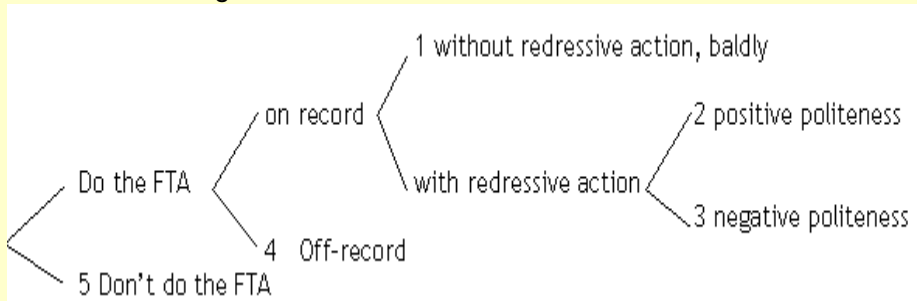 1 without redressive action, baldly
on record
2 positive politeness
Do the FTA
with redressive action
3 negative politeness
4 Off-record
5 Don't do the FTA